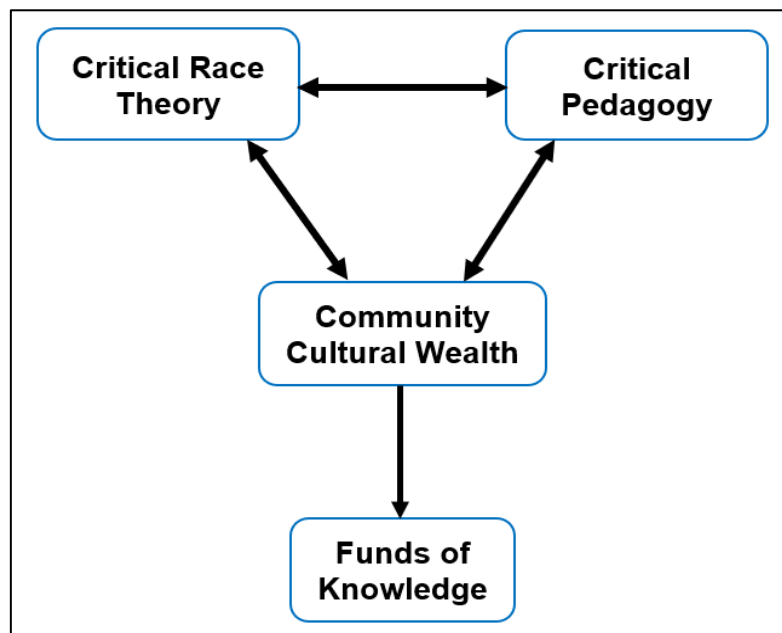 Critical Race
Theory
Critical
Pedagogy
Community
Cultural Wealth
Funds of
Knowledge